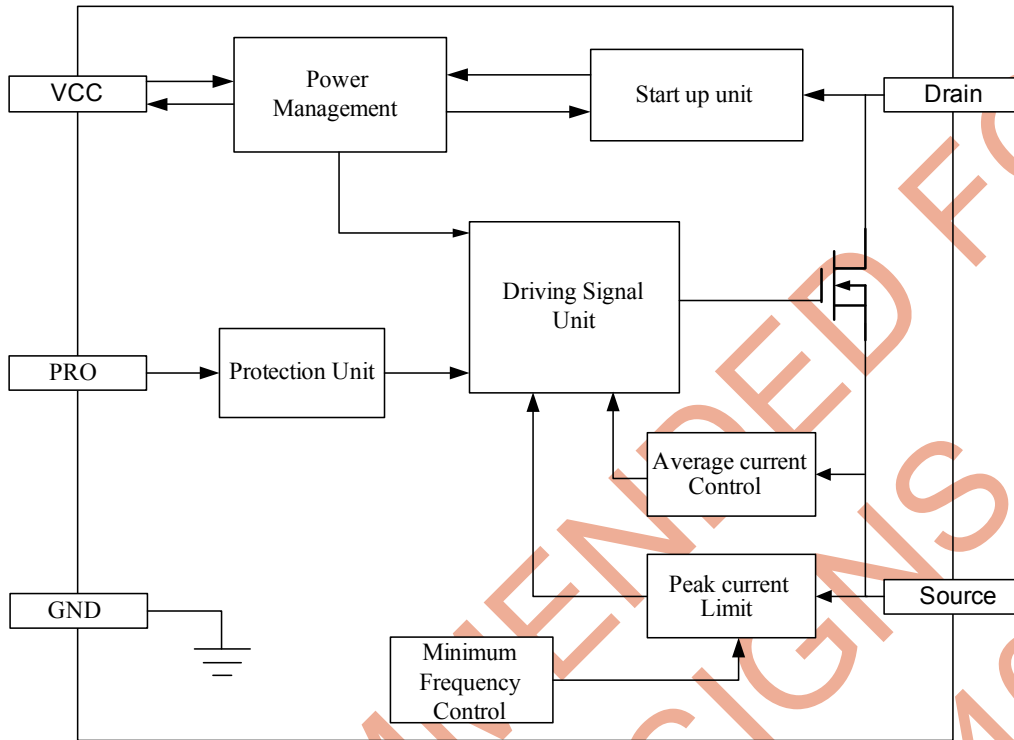 VCC
Power
Management
Start up unit
Drain
Driving Signal
Unit
PRO
Protection Unit
Average current
Control
GND
Peak current
Limit
Source
Minimum
Frequency
Control